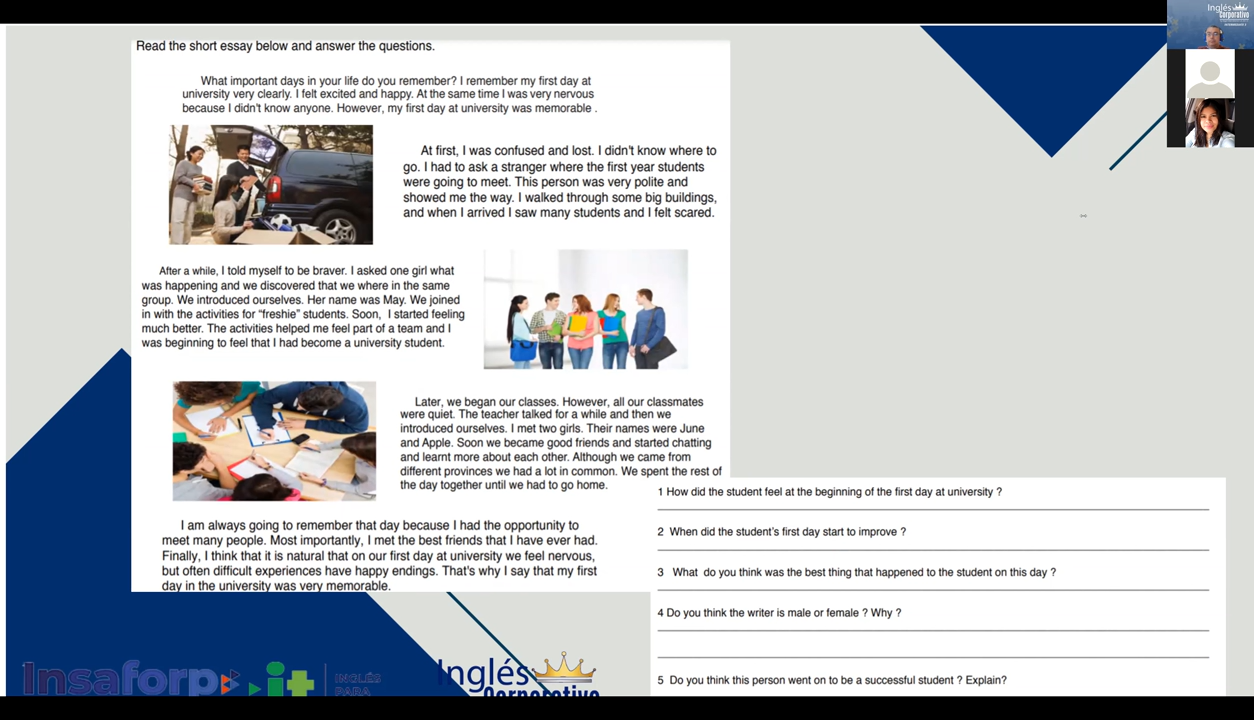 Read the short essay below and answer the questions.
What important days in your life do you remember? I remember my first day at
university very clearly. I felt excited and happy. At the same time I was very nervous
because I didn't know anyone. However, my first day at university was memorable .
At first, I was confused and lost. I didn't know where to
go. I had to ask a stranger where the first year students
were going to meet. This person was very polite and
showed me the way. I walked through some big buildings,
and when I arrived I saw many students and I felt scared.
After a while, I told myself to be braver. I asked one girl what
was happening and we discovered that we where in the same
group. We introduced ourselves. Her name was May. We joined
in with the activities for “freshie” students. Soon, I started feeling
much better. The activities helped me feel part of a team and I
was beginning to feel that I had become a university student.
Later, we began our classes. However, all our classmates
were quiet. The teacher talked for a while and then we
introduced ourselves. I met two girls. Their names were June
and Apple. Soon we became good friends and started chatting
and learnt more about each other. Although we came from
different provinces we had a lot in common. We spent the rest of
the day together until we had to go home.
I am always going to remember that day because I had the opportunity to
meet many people. Most importantly, I met the best friends that I have ever had.
Finally, I think that it is natural that on our first day at university we feel nervous,
but often difficult experiences have happy endings. That's why I say that my first
day in the university was very memorable.
1 How did the student feel at the beginning of the first day at university ?
2 When did the student's first day start to improve ?
3 What do you think was the best thing that happened to the student on this day ?
4 Do you think the writer is male or female ? Why ?
5 Do you think this person went on to be a successful student ? Explain?
Insaforp
it
INGLÉS
PARA
Inglés
Corporativo
Inglés
Corporativo